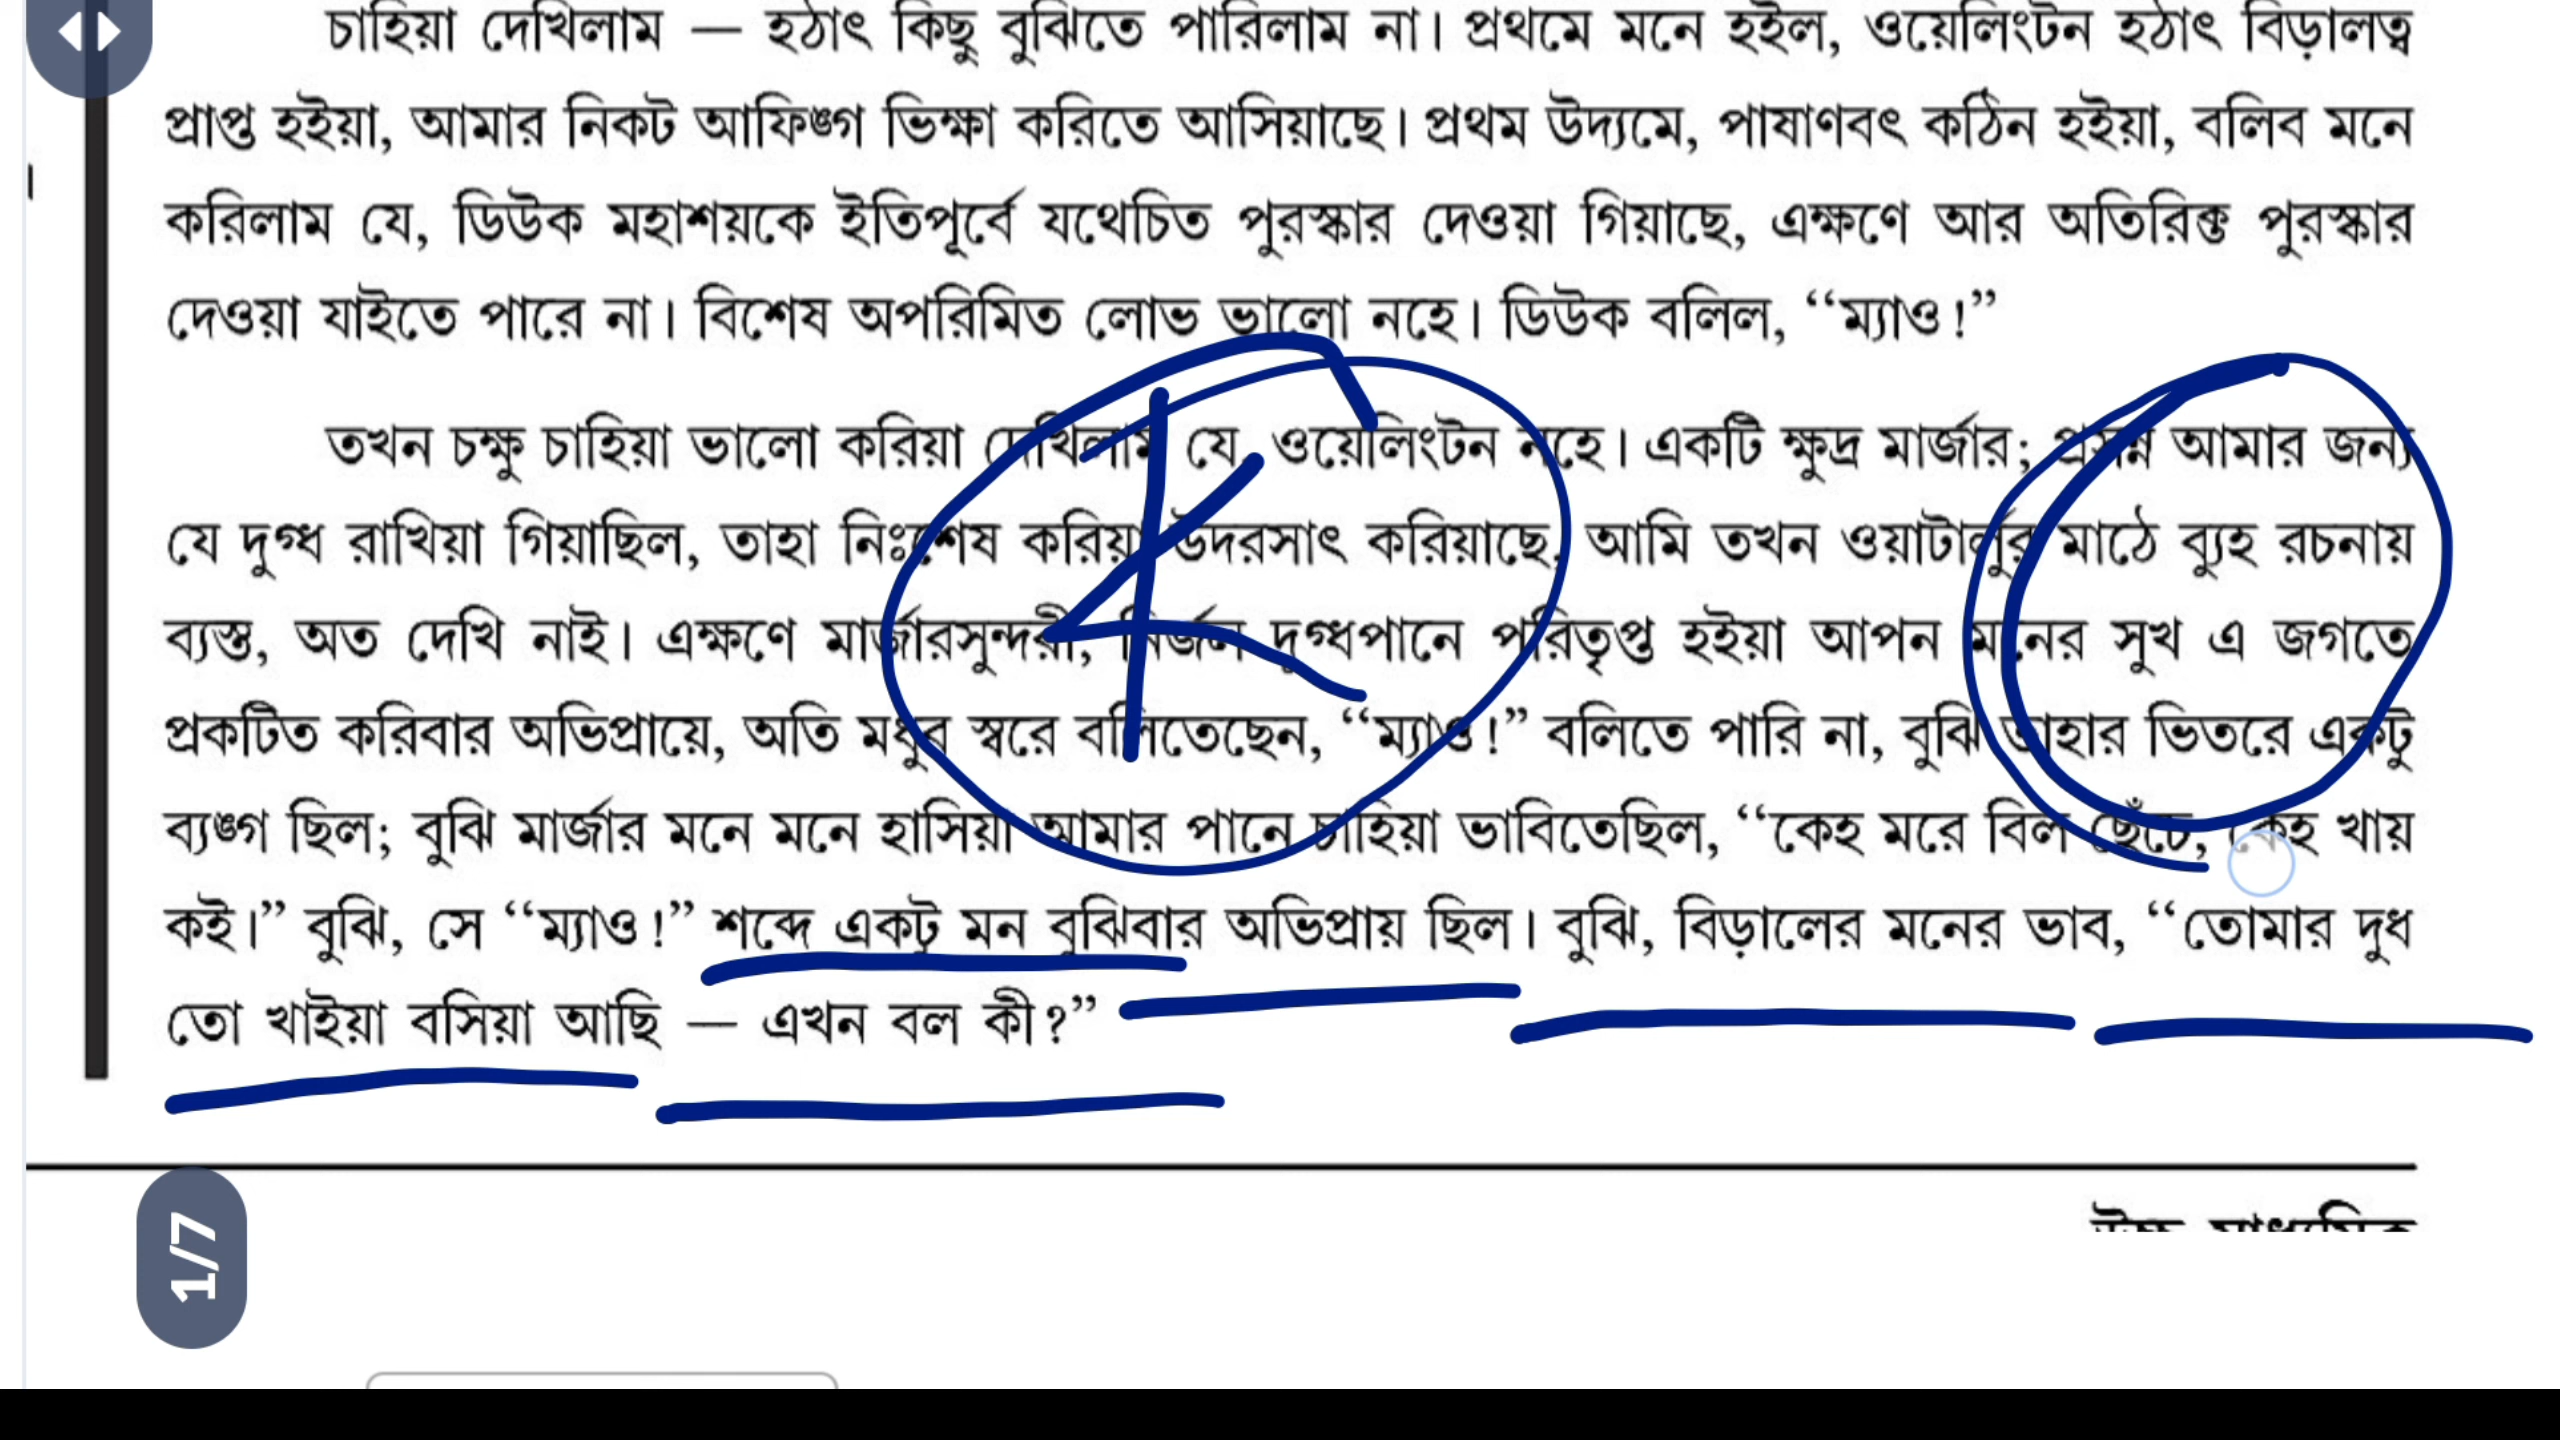 চাহিয়া দেখিলাম — হঠাৎ কিছু বুঝিতে পারিলাম না। প্রথমে মনে হইল, ওয়েলিংটন হঠাৎ বিড়ালত্ব
প্রাপ্ত হইয়া, আমার নিকট আফিঙ্গ ভিক্ষা করিতে আসিয়াছে। প্রথম উদ্যমে, পাষাণবৎ কঠিন হইয়া, বলিব মনে
করিলাম যে, ডিউক মহাশয়কে ইতিপূর্বে যথেচিত পুরস্কার দেওয়া গিয়াছে, এক্ষণে আর অতিরিক্ত পুরস্কার
দেওয়া যাইতে পারে না। বিশেষ অপরিমিত লোভ ভালো নহে। ডিউক বলিল, ‘‘ম্যাও!’’
তখন চক্ষু চাহিয়া ভালো করিয়া দেখিলাম যে, ওয়েলিংটন নহে। একটি ক্ষুদ্র মার্জার; প্রসন্ন আমার জন্য
যে দুগ্ধ রাখিয়া গিয়াছিল, তাহা নিঃশেষ করিয়া উদরসাৎ করিয়াছে, আমি তখন ওয়াটার্লুর মাঠে ব্যুহ রচনায়
ব্যস্ত, অত দেখি নাই। এক্ষণে মার্জারসুন্দরী, নির্জল দুগ্ধপানে পরিতৃপ্ত হইয়া আপন মনের সুখ এ জগতে
প্রকটিত করিবার অভিপ্রায়ে, অতি মধুর স্বরে বলিতেছেন, ‘‘ম্যাও!’’ বলিতে পারি না, বুঝি তাহার ভিতরে একটু
ব্যঙ্গ ছিল; বুঝি মার্জার মনে মনে হাসিয়া আমার পানে চাহিয়া ভাবিতেছিল, ‘‘কেহ মরে বিল ছেঁচে, কেহ খায়
কই।’’ বুঝি, সে ‘‘ম্যাও!’’ শব্দে একটু মন বুঝিবার অভিপ্রায় ছিল। বুঝি, বিড়ালের মনের ভাব, ‘‘তোমার দুধ
তো খাইয়া বসিয়া আছি — এখন বল কী?’’
1/7